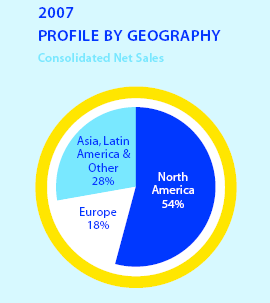 2007
PROFILE BY GEOGRAPHY
Consolidated Net Sales
Asia, Latin
America &
Other
28%
North
America
54%
Europe
18%